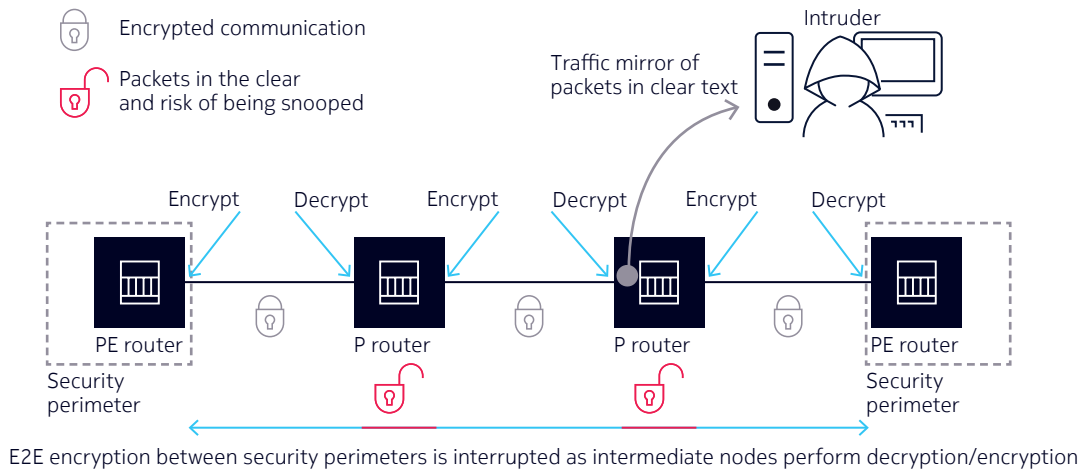 Encrypted communication
Packets in the clear
and risk of being snooped
Intruder
Traffic mirror of
packets in clear text
Encrypt
Decrypt
Encrypt
Decrypt
Encrypt
Decrypt
PE router
P router
P router
PE router
Security
perimeter
Security
perimeter
E2E encryption between security perimeters is interrupted as intermediate nodes perform decryption/encryption